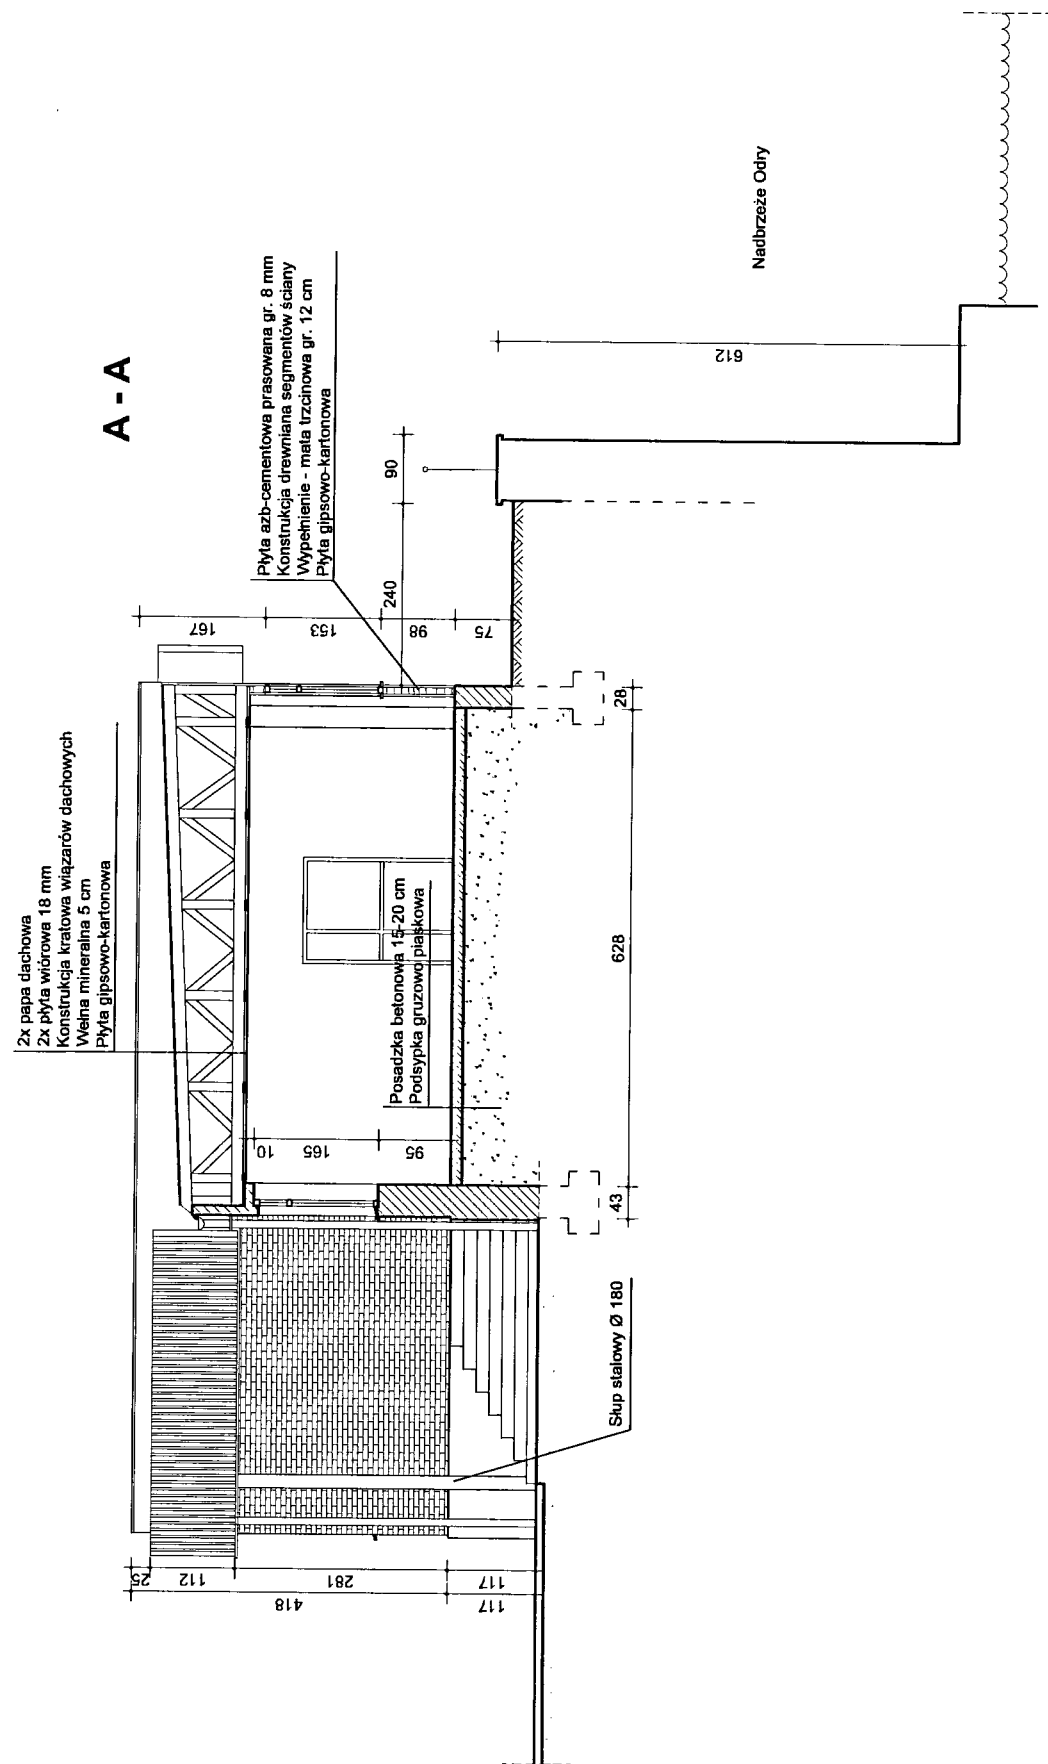 A - A
2x papa dachowa
2x płyta wiórowa 18 mm
Konstrukcja kratowa wiązarów dachowych
Wełna mineralna 5 cm
Płyta gipsowo-kartonowa
Płyta azb-cementowa prasowana gr. 8 mm
Konstrukcja drewniana segmentów ściany
Wypełnienie - mata trzcinowa gr. 12 cm
Płyta gipsowo-kartonowa
Posadzka betonowa 15-20 cm
Podsypka gruzowo piaskowa
Słup stalowy Ø 180
Nadbrzeże Odry
25
112
281
117
418
117
10
165
95
167
153
98
75
240
90
612
43
628
28